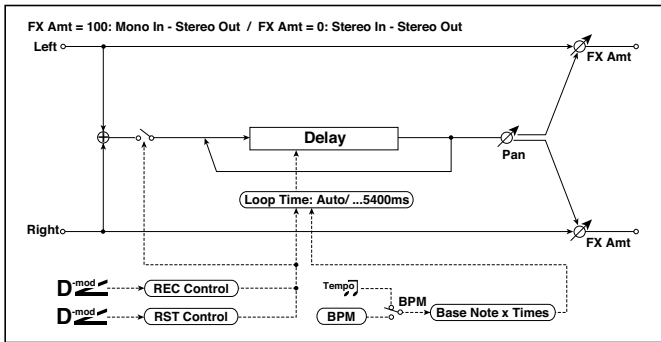 FX Amt = 100: Mono In - Stereo Out / FX Amt = 0: Stereo In - Stereo Out
Left
FX Amt
Delay
Pan
Loop Time: Auto/ ...5400ms
Right
FX Amt
D-mod
REC Control
Tempo
BPM
D-mod
RST Control
BPM
Base Note x Times